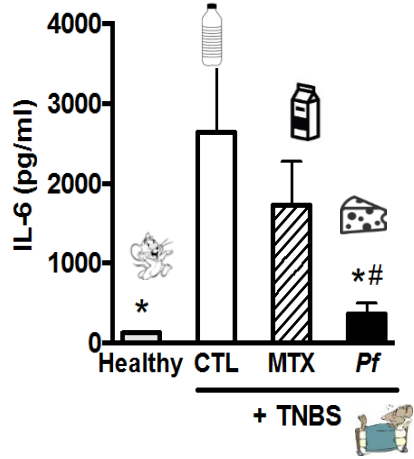 4000
3000
2000
1000
0
IL-6 (pg/ml)
*
*#
Healthy CTL MTX Pf
+ TNBS